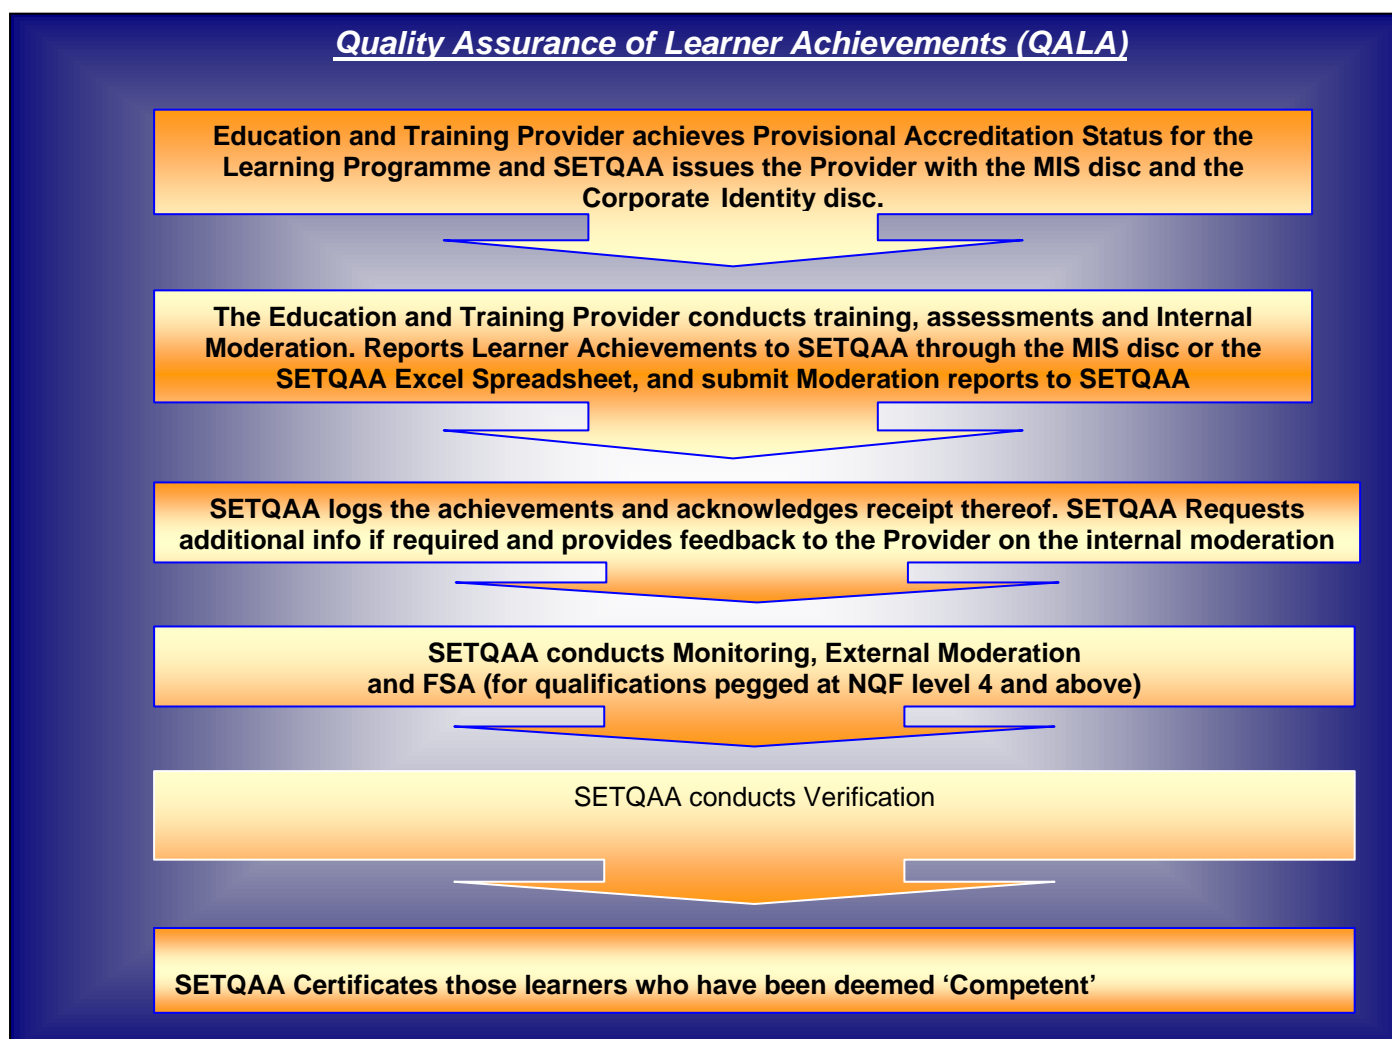 Quality Assurance of Learner Achievements (QALA)
Education and Training Provider achieves Provisional Accreditation Status for the
Learning Programme and SETQAA issues the Provider with the MIS disc and the
Corporate Identity disc.
The Education and Training Provider conducts training, assessments and Internal
Moderation. Reports Learner Achievements to SETQAA through the MIS disc or the
SETQAA Excel Spreadsheet, and submit Moderation reports to SETQAA
SETQAA logs the achievements and acknowledges receipt thereof. SETQAA Requests
additional info if required and provides feedback to the Provider on the internal moderation
SETQAA conducts Monitoring, External Moderation
and FSA (for qualifications pegged at NQF level 4 and above)
SETQAA conducts Verification
SETQAA Certificates those learners who have been deemed ‘Competent’